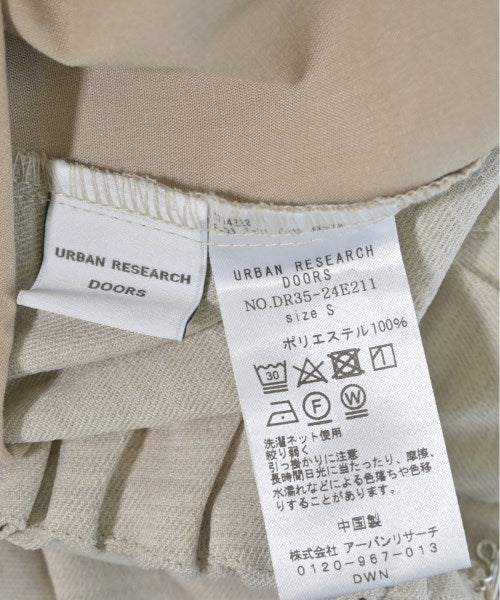 URBAN RESEARCH
DOORS
URBAN RESEARCH
DOORS
NO.DR35-24E211
size S
ポリエステル100%
30
F
W
洗濯ネット使用
絞り弱く
引っ掛かりに注意
長時間日光に当たったり、摩擦、
水濡れなどによる色落ちや色移
りすることがあります。
中国製
株式会社 アーバンリサーチ
0120-967-013
DWN